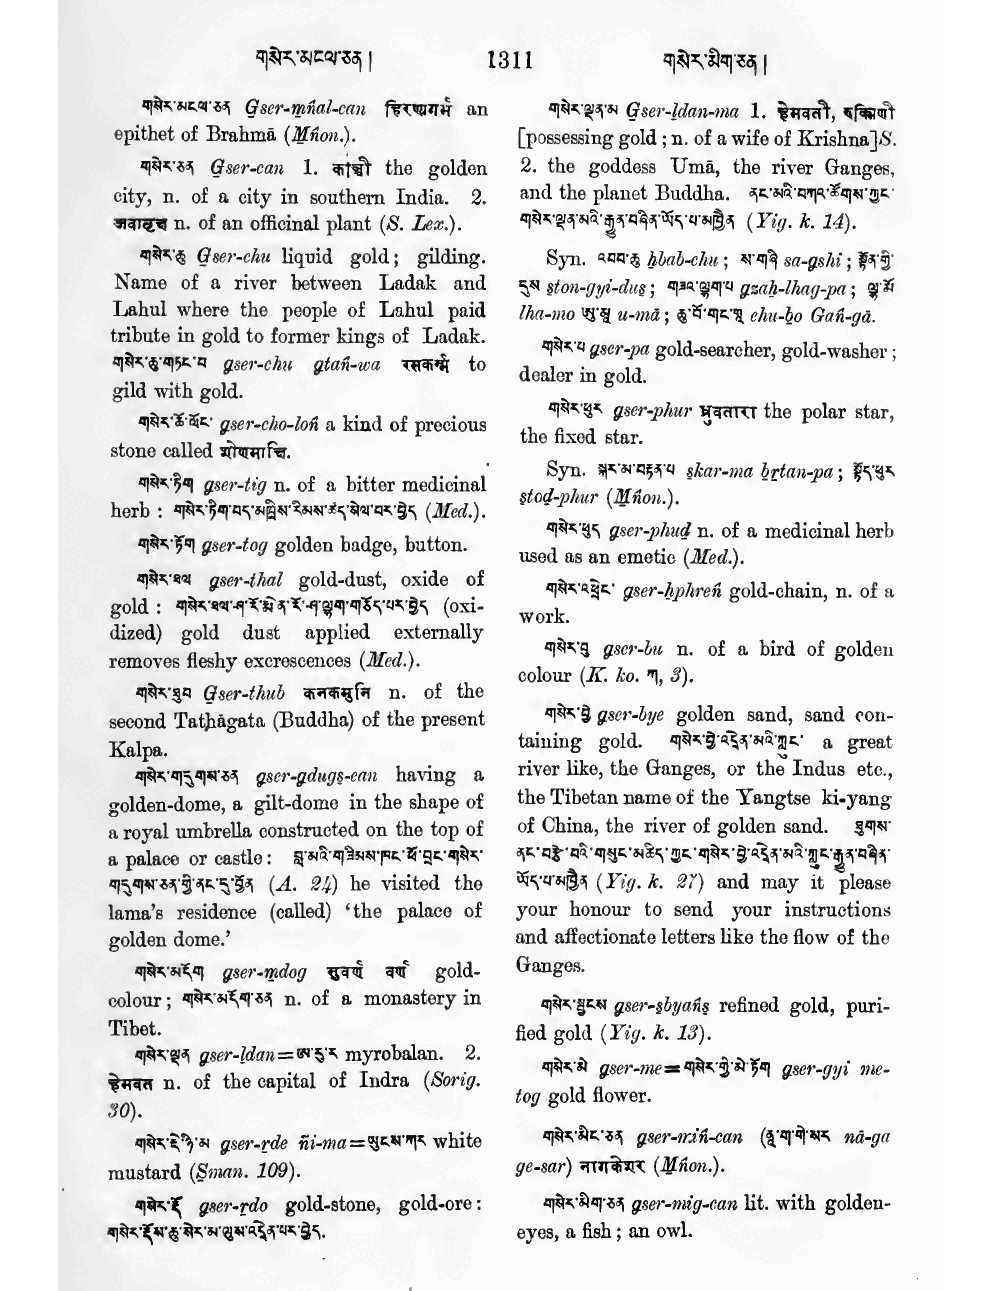 གསེར་མངལ་ཅན། 1311 གསེར་མིག་ཅན།
གསེར་མངལ་ཅན Gser-mṅal-can हिरण्यगर्भ an
epithet of Brahmā (Mṅon.).
གསེར་ཅན Gser-can 1. काञ्ची the golden
city, n. of a city in southern India. 2.
n. of an officinal plant (S. Lex.).
གསེར་ཆུ Gser-chu liquid gold; gilding.
Name of a river between Ladak and
Lahul where the people of Lahul paid
tribute in gold to former kings of Ladak.
གསེར་ཆུ་གཏང་བ gser-chu gtaṅ-wa रसकर्म्म to
gild with gold.
གསེར་ཆོ་ལོང་ gser-cho-loṅ a kind of precious
stone called
གསེར་ཏིག gser-tig n. of a bitter medicinal
herb : གསེར་ཏིག་བད་མཁྲིས་རིམས་ཚད་སེལ་བར་བྱེད (Med.).
གསེར་ཏོག gser-tog golden badge, button.
གསེར་ཐལ gser-thal gold-dust, oxide of
gold : གསེར་ཐལ་ཤ་རོ་མེན་རོ་ཤ་ལྷག་གཅོད་པར་བྱེད (oxi-
dized) gold dust applied externally
removes fleshy excrescences (Med.).
གསེར་ཐུབ Gser-thub कनकमुनि n. of the
second Tathāgata (Buddha) of the present
Kalpa.
གསེར་གདུགས་ཅན gser-gdugs-can having a
golden-dome, a gilt-dome in the shape of
a royal umbrella constructed on the top of
a palace or castle : བླ་མའི་གཟིམས་ཁང་ཕོ་བྲང་གསེར་
གདུགས་ཅན་གྱི་ནང་དུ་བྱོན (A. 24) he visited the
lama's residence (called) ‘the palace of
golden dome.’
གསེར་མདོག gser-mdog सुवर्ण वर्ण gold-
colour; གསེར་མདོག་ཅན n. of a monastery in
Tibet.
གསེར་ལྡན gser-ldan=ཨ་རུ་ར myrobalan. 2.
हेमवत n. of the capital of Indra (Sorig.
30).
གསེར་རྡེ་ཉི་མ gser-rde ñi-ma=ཡུངས་ཀར white
mustard (Sman. 109).
གསེར་རྡོ gser-rdo gold-stone, gold-ore :
གསེར་རྡོས་ཆུ་སེར་མ་ལུས་འདྲེན་པར་བྱེད.
གསེར་ལྡན་མ Gser-ldan-ma 1. हेमवती, रुक्मिणी
[possessing gold ; n. of a wife of Krishna]S.
2. the goddess Umā, the river Ganges,
and the planet Buddha. ནང་མའི་བཀའ་ཚོགས་ཀྱང་
གསེར་ལྡན་མའི་རྒྱུན་བཞིན་ཡོད་པ་མཁྱེན (Yig. k. 14).
Syn. འབབ་ཆུ ḥbab-chu ; ས་གཞི sa-gshi ; སྟོན་གྱི་
དུས ston-gyi-dus ; གཟའ་ལྷག་པ gzaḥ-lhag-pa ; ལྷ་མོ
lha-mo ཨུ་མཱ u-mā ; ཆུ་བོ་གང་གཱ chu-bo Gaṅ-gā.
གསེར་པ gser-pa gold-searcher, gold-washer ;
dealer in gold.
གསེར་ཕུར gser-phur ध्रुवतारा the polar star,
the fixed star.
Syn. སྐར་མ་བརྟན་པ skar-ma brtan-pa ; སྟོད་ཕུར
stod-phur (Mṅon.).
གསེར་ཕུད gser-phud n. of a medicinal herb
used as an emetic (Med.).
གསེར་འཕྲེང་ gser-ḥphreṅ gold-chain, n. of a
work.
གསེར་བུ gser-bu n. of a bird of golden
colour (K. ko. ཀ, 3).
གསེར་བྱེ gser-bye golden sand, sand con-
taining gold. གསེར་བྱེ་འདྲེན་མའི་ཀླུང་ a great
river like, the Ganges, or the Indus etc.,
the Tibetan name of the Yangtse ki-yang
of China, the river of golden sand. ཐུགས་
ནང་བརྩེ་བའི་གསུང་མཆིད་ཀྱང་གསེར་བྱེ་འདྲེན་མའི་ཀླུང་རྒྱུན་བཞིན་
ཡོད་པ་མཁྱེན (Yig. k. 27) and may it please
your honour to send your instructions
and affectionate letters like the flow of the
Ganges.
གསེར་སྦྱངས gser-sbyaṅs refined gold, puri-
fied gold (Yig. k. 13).
གསེར་མེ gser-me=གསེར་གྱི་མེ་ཏོག gser-gyi me-
tog gold flower.
གསེར་མིང་ཅན gser-miṅ-can (ནཱ་ག་གེ་སར nā-ga
ge-sar) नागकेशर (Mṅon.).
གསེར་མིག་ཅན gser-mig-can lit. with golden-
eyes, a fish ; an owl.